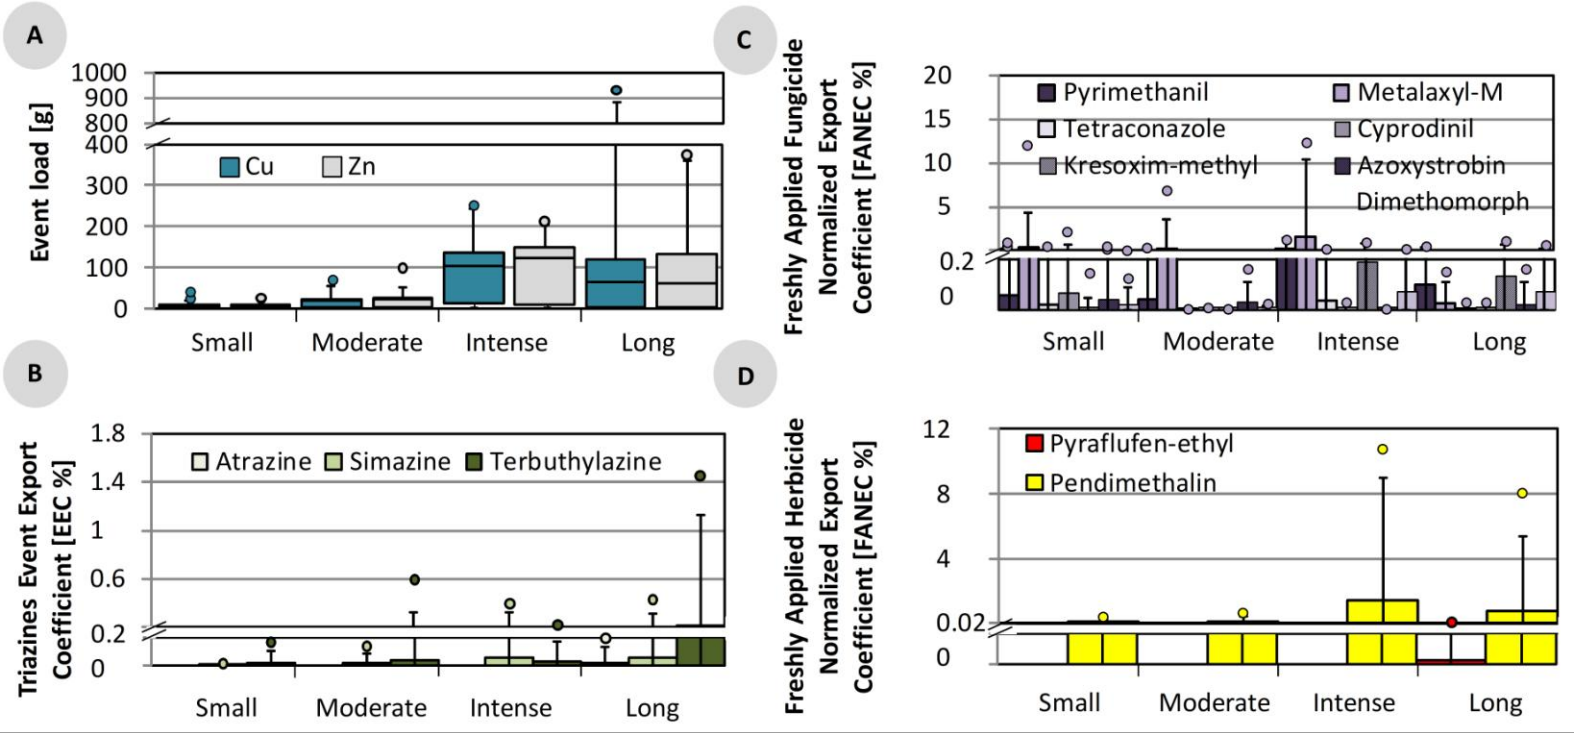 A
Event load [g]
1000
900
800
400
300
200
100
0
Cu
Zn
Small
Moderate
Intense
Long
C
Freshly Applied Fungicide
Normalized Export
Coefficient [FANEC %]
20
15
10
5
0.2
0
Pyrimethanil
Metalaxyl-M
Tetraconazole
Cyprodinil
Kresoxim-methyl
Azoxystrobin
Dimethomorph
Small
Moderate
Intense
Long
B
Triazines Event Export
Coefficient [EEC %]
1.8
1.4
1
0.6
0.2
0
Atrazine
Simazine
Terbuthylazine
Small
Moderate
Intense
Long
D
Freshly Applied Herbicide
Normalized Export
Coefficient [FANEC %]
12
8
4
0.02
0
Pyraflufen-ethyl
Pendimethalin
Small
Moderate
Intense
Long